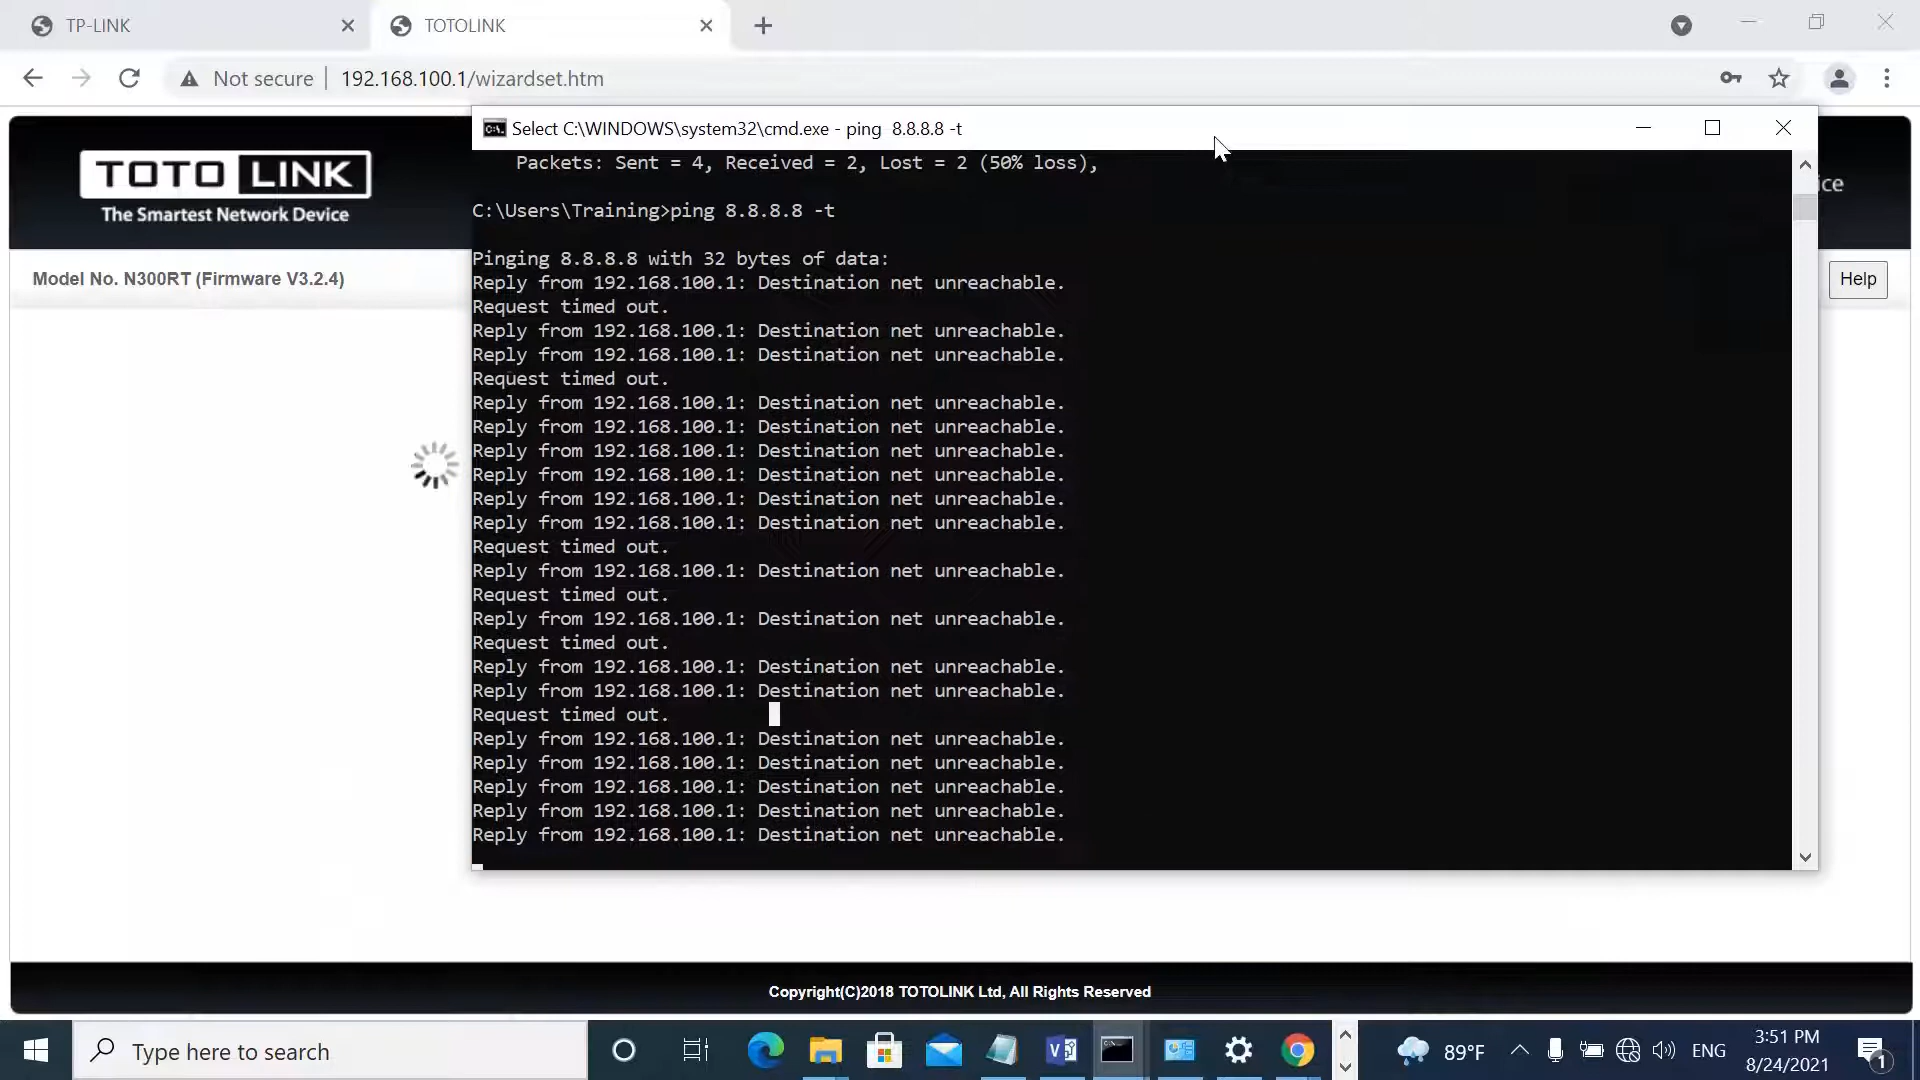 TP-LINK
TOTOLINK
Not secure
192.168.100.1/wizardset.htm
Select C:\WINDOWS\system32\cmd.exe - ping  8.8.8.8 -t
TOTO LINK
The Smartest Network Device
ice
Model No. N300RT (Firmware V3.2.4)
Help
Packets: Sent = 4, Received = 2, Lost = 2 (50% loss),
C:\Users\Training>ping 8.8.8.8 -t
Pinging 8.8.8.8 with 32 bytes of data:
Reply from 192.168.100.1: Destination net unreachable.
Request timed out.
Reply from 192.168.100.1: Destination net unreachable.
Reply from 192.168.100.1: Destination net unreachable.
Request timed out.
Reply from 192.168.100.1: Destination net unreachable.
Reply from 192.168.100.1: Destination net unreachable.
Reply from 192.168.100.1: Destination net unreachable.
Reply from 192.168.100.1: Destination net unreachable.
Reply from 192.168.100.1: Destination net unreachable.
Reply from 192.168.100.1: Destination net unreachable.
Request timed out.
Reply from 192.168.100.1: Destination net unreachable.
Request timed out.
Reply from 192.168.100.1: Destination net unreachable.
Request timed out.
Reply from 192.168.100.1: Destination net unreachable.
Reply from 192.168.100.1: Destination net unreachable.
Request timed out.
Reply from 192.168.100.1: Destination net unreachable.
Reply from 192.168.100.1: Destination net unreachable.
Reply from 192.168.100.1: Destination net unreachable.
Reply from 192.168.100.1: Destination net unreachable.
Reply from 192.168.100.1: Destination net unreachable.
Copyright(C)2018 TOTOLINK Ltd, All Rights Reserved
Type here to search
89°F
ENG
3:51 PM
8/24/2021
1